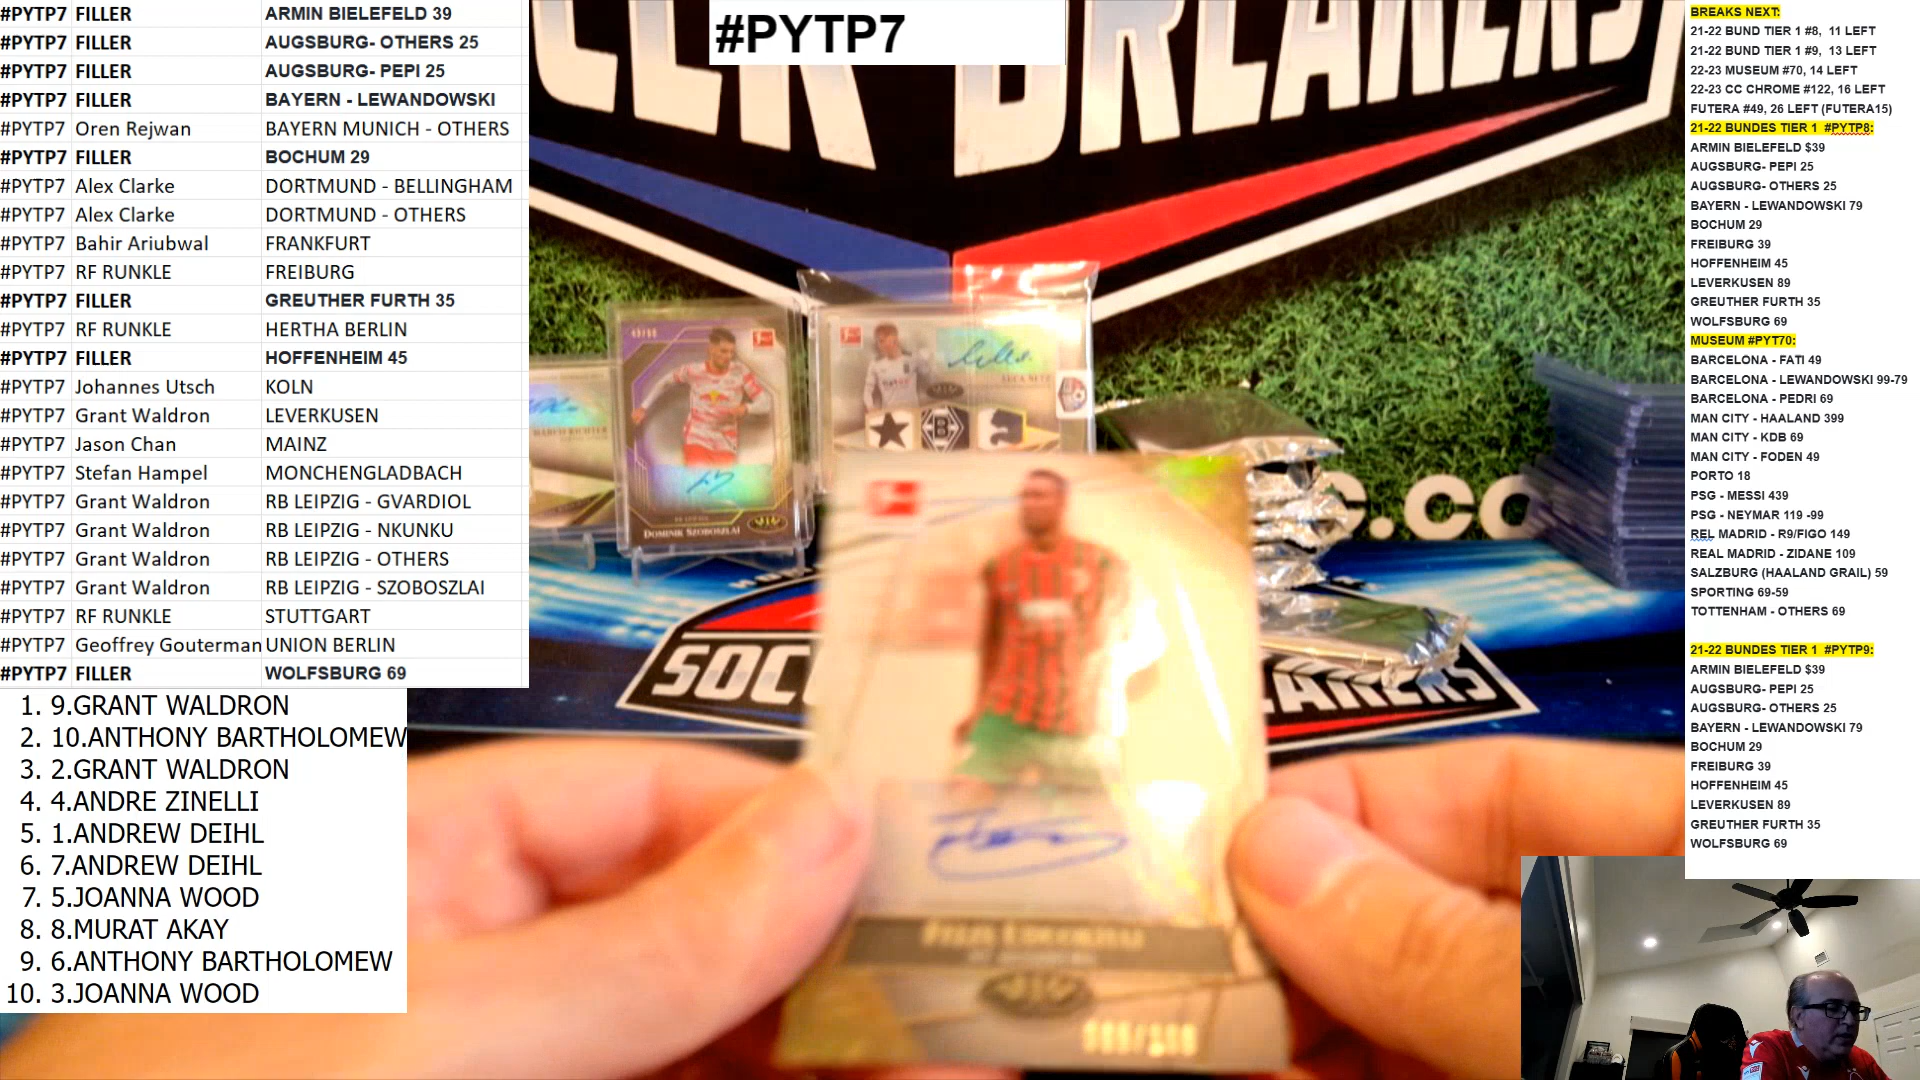 #PYTP7 FILLER ARMIN BIELEFELD 39
#PYTP7 FILLER AUGSBURG- OTHERS 25
#PYTP7 FILLER AUGSBURG- PEPI 25
#PYTP7 FILLER BAYERN - LEWANDOWSKI
#PYTP7 Oren Rejwan BAYERN MUNICH - OTHERS
#PYTP7 FILLER BOCHUM 29
#PYTP7 Alex Clarke DORTMUND - BELLINGHAM
#PYTP7 Alex Clarke DORTMUND - OTHERS
#PYTP7 Bahir Ariubwal FRANKFURT
#PYTP7 RF RUNKLE FREIBURG
#PYTP7 FILLER GREUTHER FURTH 35
#PYTP7 RF RUNKLE HERTHA BERLIN
#PYTP7 FILLER HOFFENHEIM 45
#PYTP7 Johannes Utsch KOLN
#PYTP7 Grant Waldron LEVERKUSEN
#PYTP7 Jason Chan MAINZ
#PYTP7 Stefan Hampel MONCHENGLADBACH
#PYTP7 Grant Waldron RB LEIPZIG - GVARDIOL
#PYTP7 Grant Waldron RB LEIPZIG - NKUNKU
#PYTP7 Grant Waldron RB LEIPZIG - OTHERS
#PYTP7 Grant Waldron RB LEIPZIG - SZOBOSZLAI
#PYTP7 RF RUNKLE STUTTGART
#PYTP7 Geoffrey Gouterman UNION BERLIN
#PYTP7 FILLER WOLFSBURG 69
1. 9.GRANT WALDRON
2. 10.ANTHONY BARTHOLOMEW
3. 2.GRANT WALDRON
4. 4.ANDRE ZINELLI
5. 1.ANDREW DEIHL
6. 7.ANDREW DEIHL
7. 5.JOANNA WOOD
8. 8.MURAT AKAY
9. 6.ANTHONY BARTHOLOMEW
10. 3.JOANNA WOOD
#PYTP7
BREAKERS
DOMINIK SZOBOSZLAI
S.CO
SOC
EAKERS
BREAKS NEXT:
21-22 BUND TIER 1 #8, 11 LEFT
21-22 BUND TIER 1 #9, 13 LEFT
22-23 MUSEUM #70, 14 LEFT
22-23 CC CHROME #122, 16 LEFT
FUTERA #49, 26 LEFT (FUTERA15)
21-22 BUNDES TIER 1 #PYTP8:
ARMIN BIELEFELD $39
AUGSBURG- PEPI 25
AUGSBURG- OTHERS 25
BAYERN - LEWANDOWSKI 79
BOCHUM 29
FREIBURG 39
HOFFENHEIM 45
LEVERKUSEN 89
GREUTHER FURTH 35
WOLFSBURG 69
MUSEUM #PYT70:
BARCELONA - FATI 49
BARCELONA - LEWANDOWSKI 99-79
BARCELONA - PEDRI 69
MAN CITY - HAALAND 399
MAN CITY - KDB 69
MAN CITY - FODEN 49
PORTO 18
PSG - MESSI 439
PSG - NEYMAR 119 -99
REL MADRID - R9/FIGO 149
REAL MADRID - ZIDANE 109
SALZBURG (HAALAND GRAIL) 59
SPORTING 69-59
TOTTENHAM - OTHERS 69
21-22 BUNDES TIER 1 #PYTP9:
ARMIN BIELEFELD $39
AUGSBURG- PEPI 25
AUGSBURG- OTHERS 25
BAYERN - LEWANDOWSKI 79
BOCHUM 29
FREIBURG 39
HOFFENHEIM 45
LEVERKUSEN 89
GREUTHER FURTH 35
WOLFSBURG 69